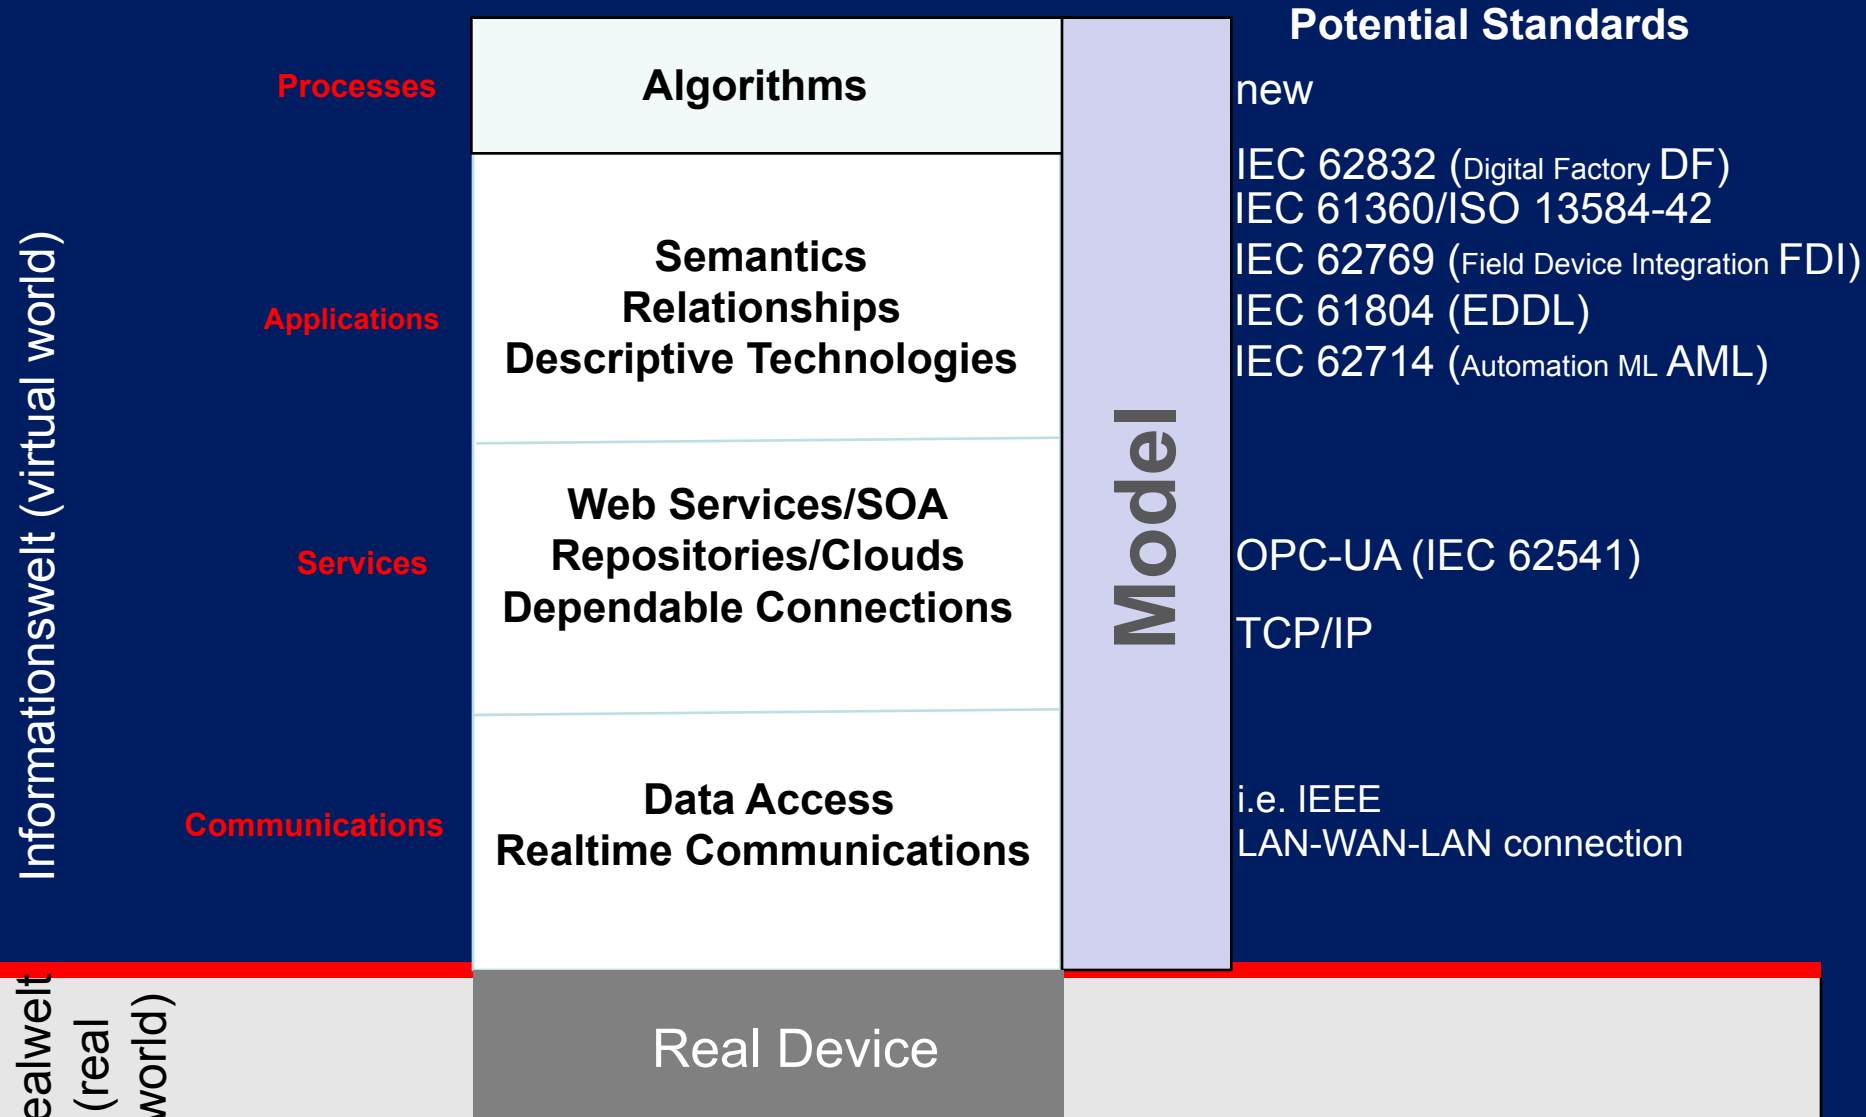 Potential Standards
Processes
Algorithms
new
Applications
Semantics
Relationships
Descriptive Technologies
IEC 62832 (Digital Factory DF)
IEC 61360/ISO 13584-42
IEC 62769 (Field Device Integration FDI)
IEC 61804 (EDDL)
IEC 62714 (Automation ML AML)
Services
Web Services/SOA
Repositories/Clouds
Dependable Connections
OPC-UA (IEC 62541)
TCP/IP
Communications
Data Access
Realtime Communications
i.e. IEEE
LAN-WAN-LAN connection
Model
Informationswelt (virtual world)
ealwelt
(real
world)
Real Device